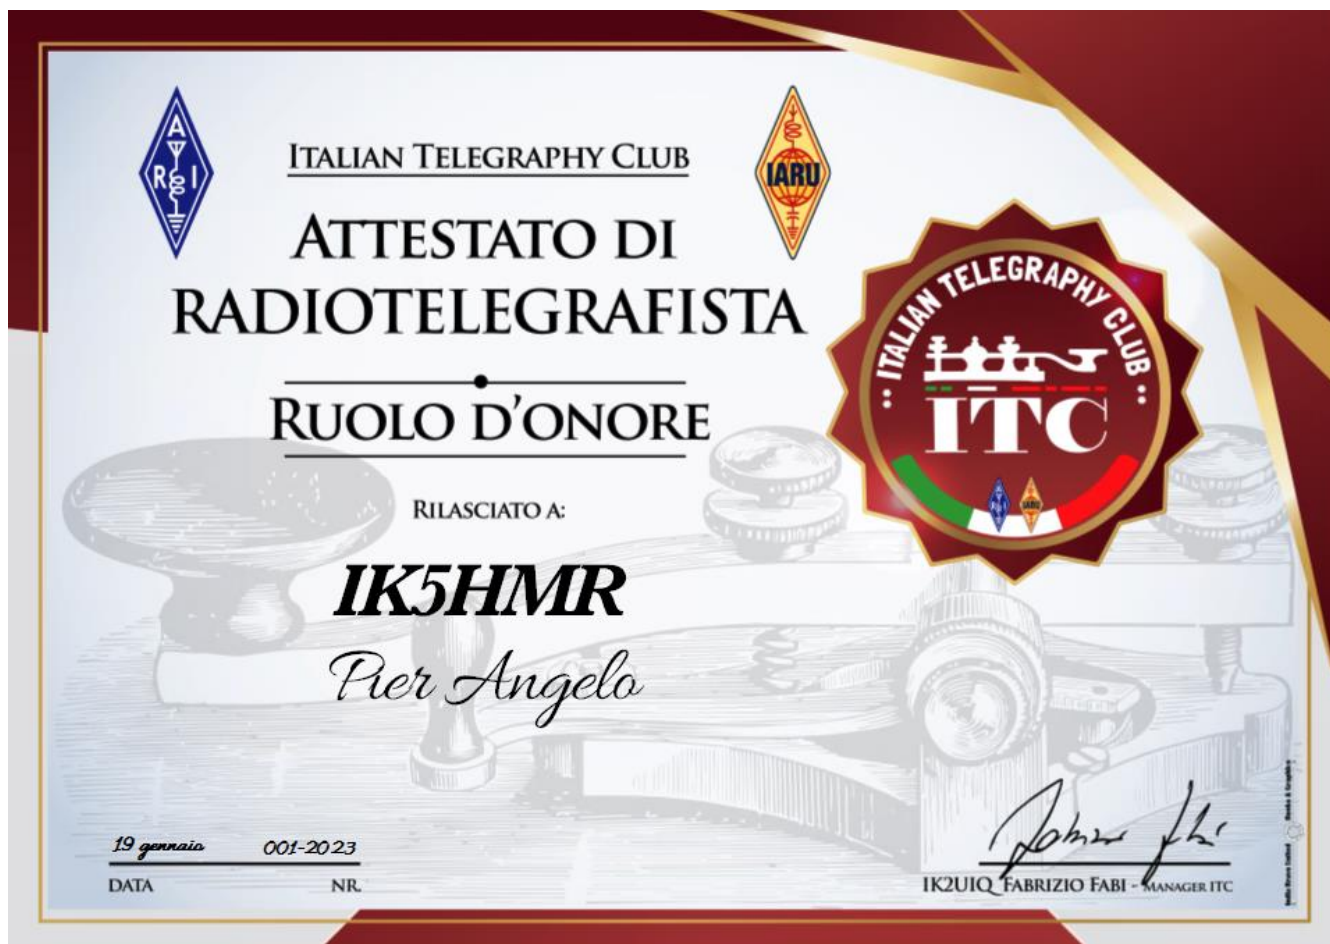 ITALIAN TELEGRAPHY CLUB
A
R I
IARU
ATTESTATO DI
RADIOTELEGRAFISTA
RUOLO D'ONORE
RILASCIATO A:
IK5HMR
Pier Angelo
ITALIAN TELEGRAPHY CLUB
ITC
19 gennaio 001-2023
DATA NR.
IK2UIQ FABRIZIO FABI - MANAGER ITC